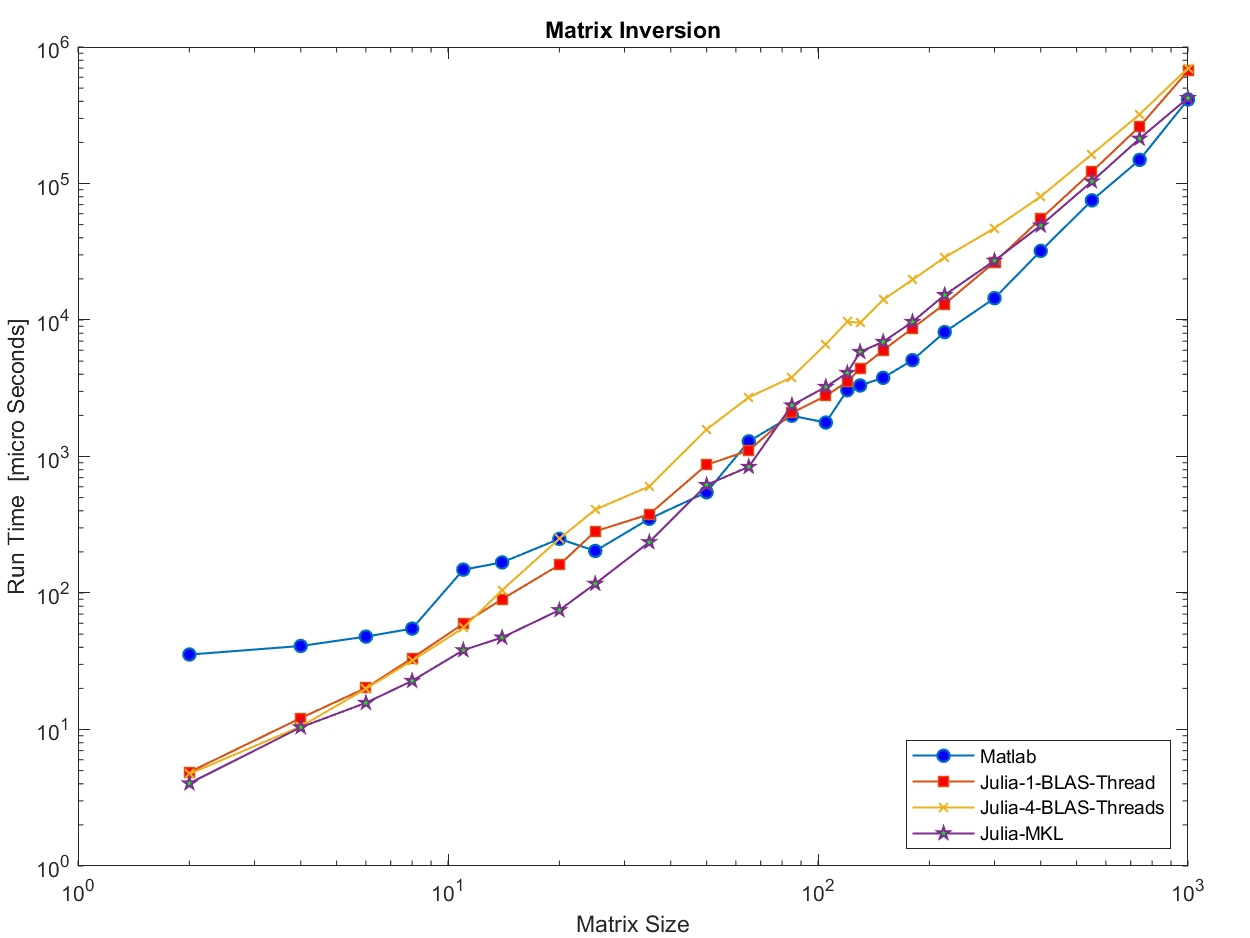 Matrix Inversion
10^6
10^5
10^4
10^3
10^2
10^1
10^0
Run Time [micro Seconds]
10^0 10^1 10^2 10^3
Matrix Size
Matlab
Julia-1-BLAS-Thread
Julia-4-BLAS-Threads
Julia-MKL